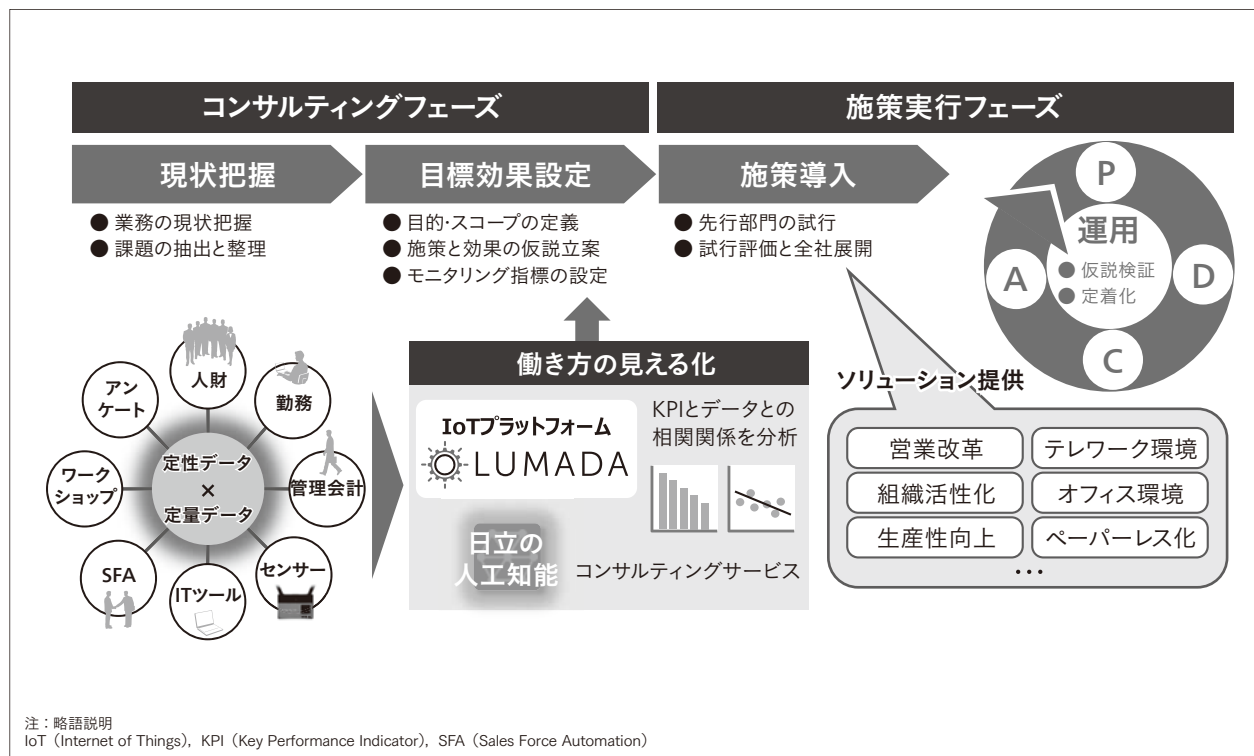 コンサルティングフェーズ
施策実行フェーズ
現状把握
目標効果設定
施策導入
● 業務の現状把握
● 課題の抽出と整理
● 目的・スコープの定義
● 施策と効果の仮説立案
● モニタリング指標の設定
● 先行部門の試行
● 試行評価と全社展開
P
D
C
A
運用
● 仮説検証
● 定着化
人財
勤務
管理会計
センサー
ITツール
SFA
ワーク
ショップ
アン
ケート
定性データ
×
定量データ
働き方の見える化
IoTプラットフォーム
LUMADA
KPIとデータとの
相関関係を分析
日立の
人工知能
コンサルティングサービス
ソリューション提供
営業改革
テレワーク環境
組織活性化
オフィス環境
生産性向上
ペーパーレス化
…
注：略語説明
IoT（Internet of Things），KPI（Key Performance Indicator），SFA（Sales Force Automation）